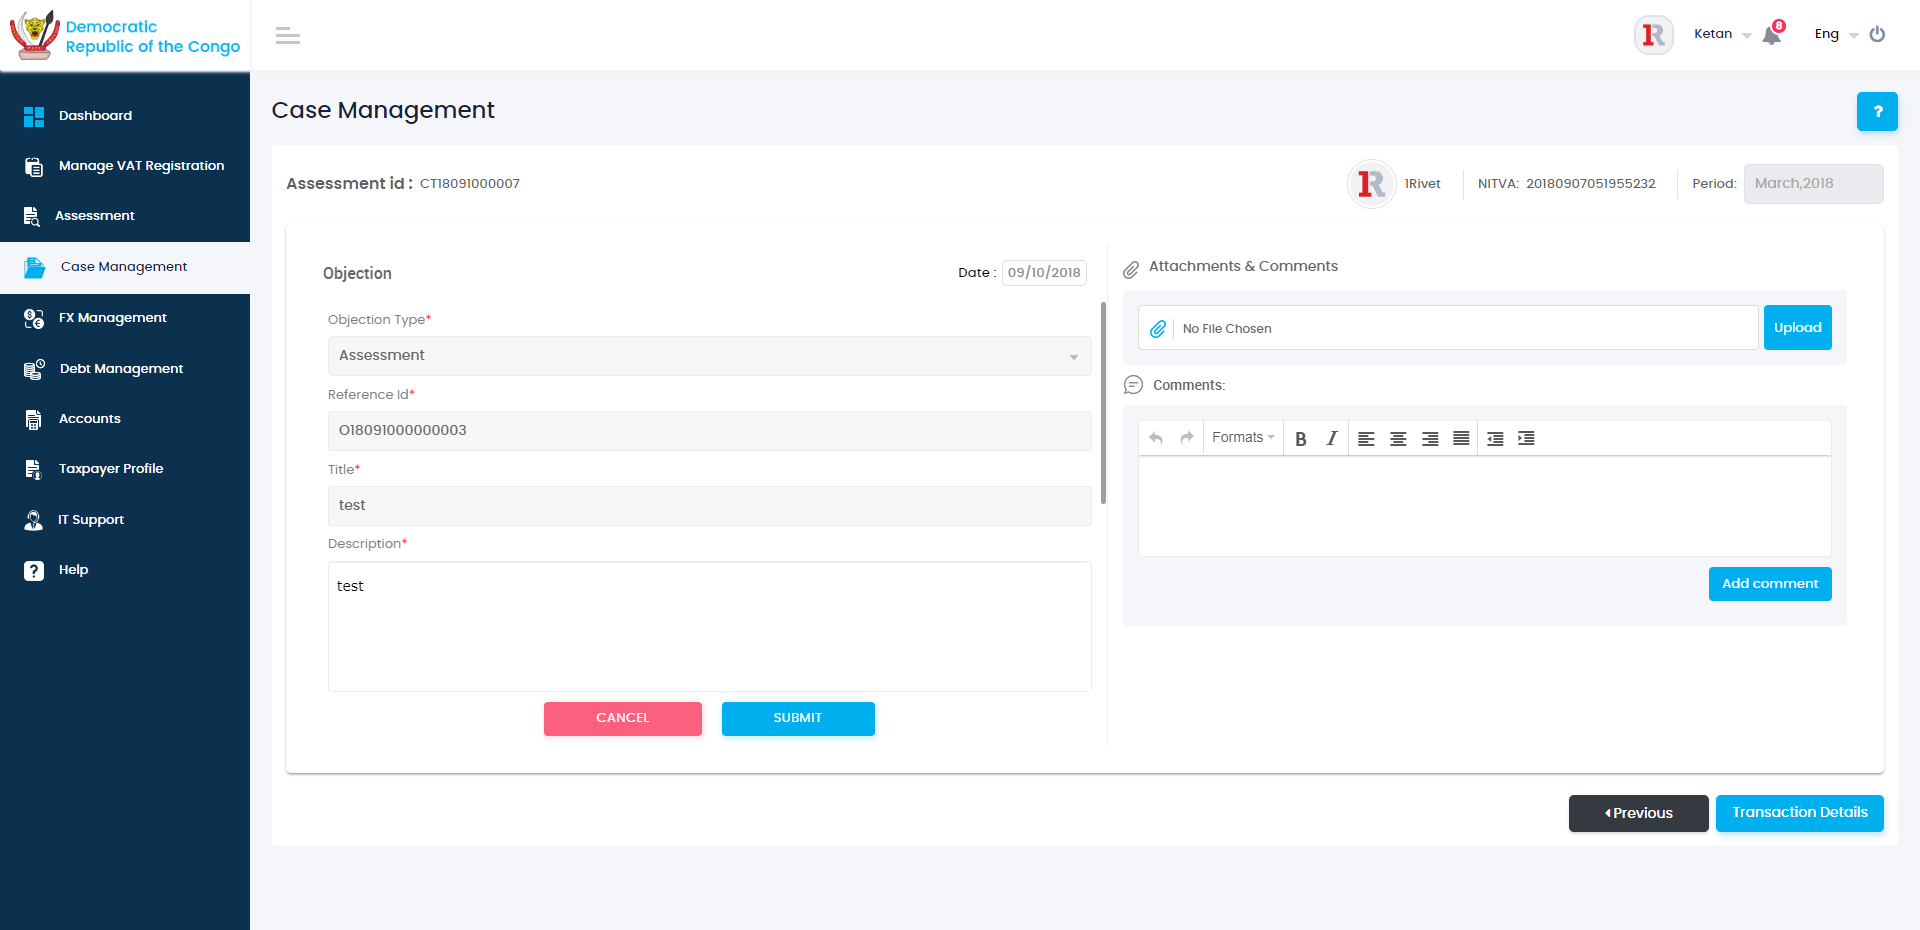 Democratic
Republic of the Congo
Ketan
8
Eng
Dashboard
Manage VAT Registration
Assessment
Case Management
FX Management
Debt Management
Accounts
Taxpayer Profile
IT Support
? Help
Case Management
?
Assessment id : CT18091000007
1R 1Rivet
NITVA: 20180907051955232
Period: March,2018
Objection
Date : 09/10/2018
Objection Type*
Assessment
Reference Id*
O18091000000003
Title*
test
Description*
test
CANCEL
SUBMIT
Attachments & Comments
No File Chosen
Upload
Comments:
Formats
B I
Add comment
Previous
Transaction Details